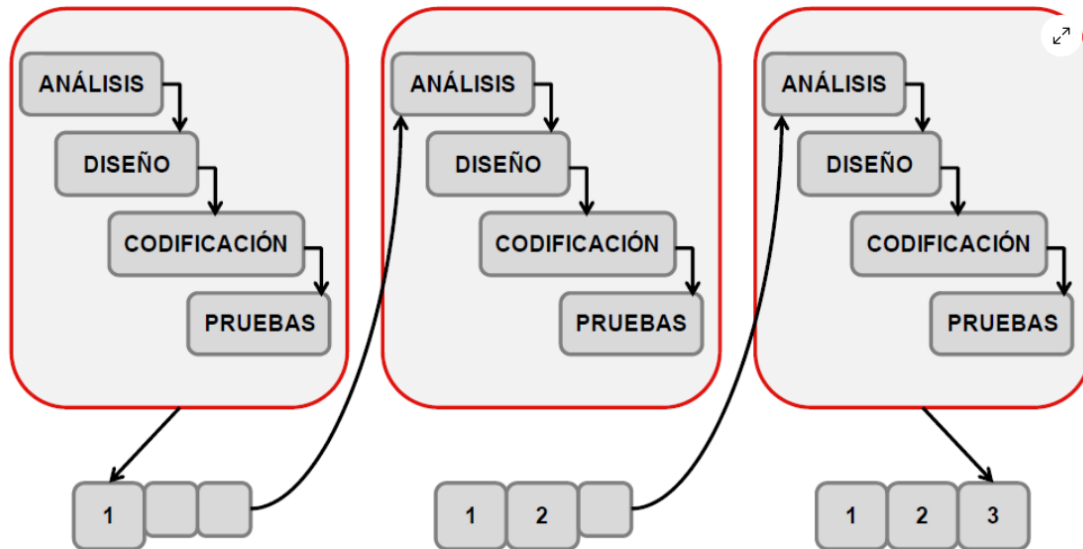 ANÁLISIS
DISEÑO
CODIFICACIÓN
PRUEBAS
1
ANÁLISIS
DISEÑO
CODIFICACIÓN
PRUEBAS
1 2
ANÁLISIS
DISEÑO
CODIFICACIÓN
PRUEBAS
1 2 3